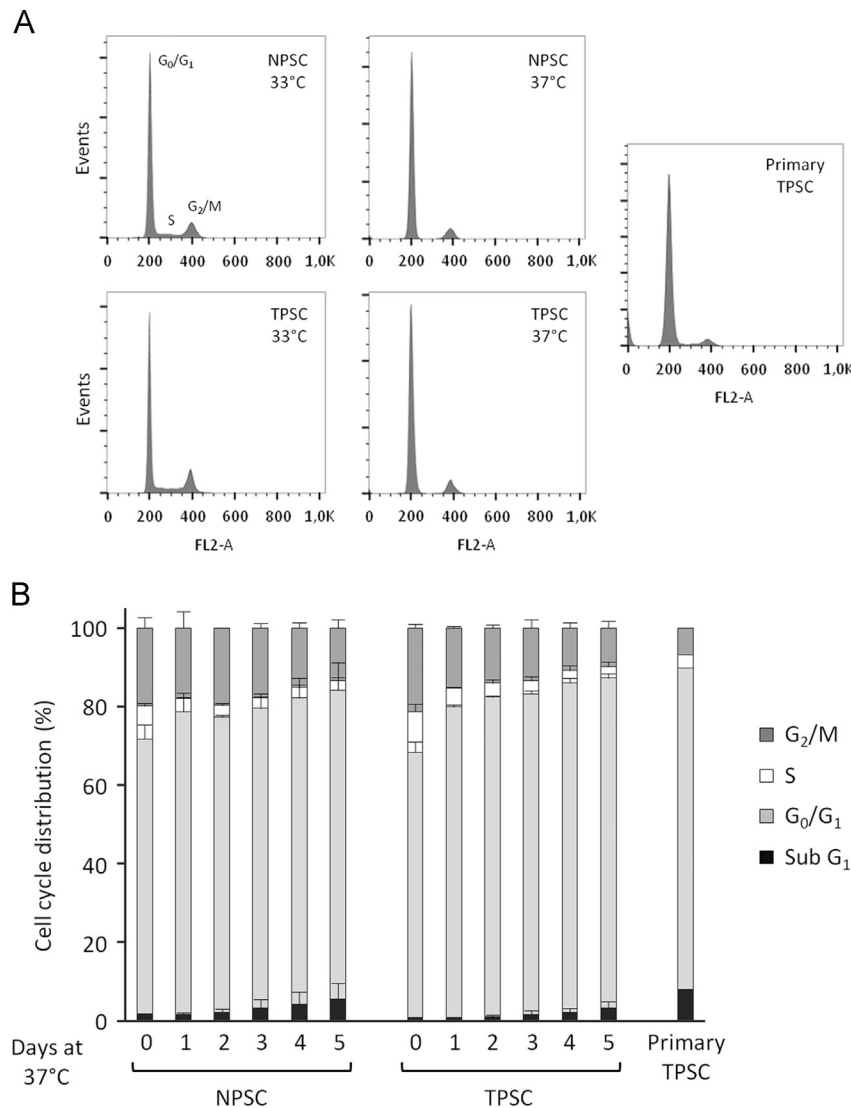 A
G0/G1
NPSC
33°C
S
G2/M
Events
0 200 400 600 800 1,0K
NPSC
37°C
0 200 400 600 800 1,0K
Primary
TPSC
0 200 400 600 800 1,0K
FL2-A
TPSC
33°C
Events
0 200 400 600 800 1,0K
FL2-A
TPSC
37°C
0 200 400 600 800 1,0K
FL2-A
B
Cell cycle distribution (%)
100
80
60
40
20
0
G2/M
S
G0/G1
Sub G1
Days at
37°C
0 1 2 3 4 5
NPSC
0 1 2 3 4 5
TPSC
Primary
TPSC